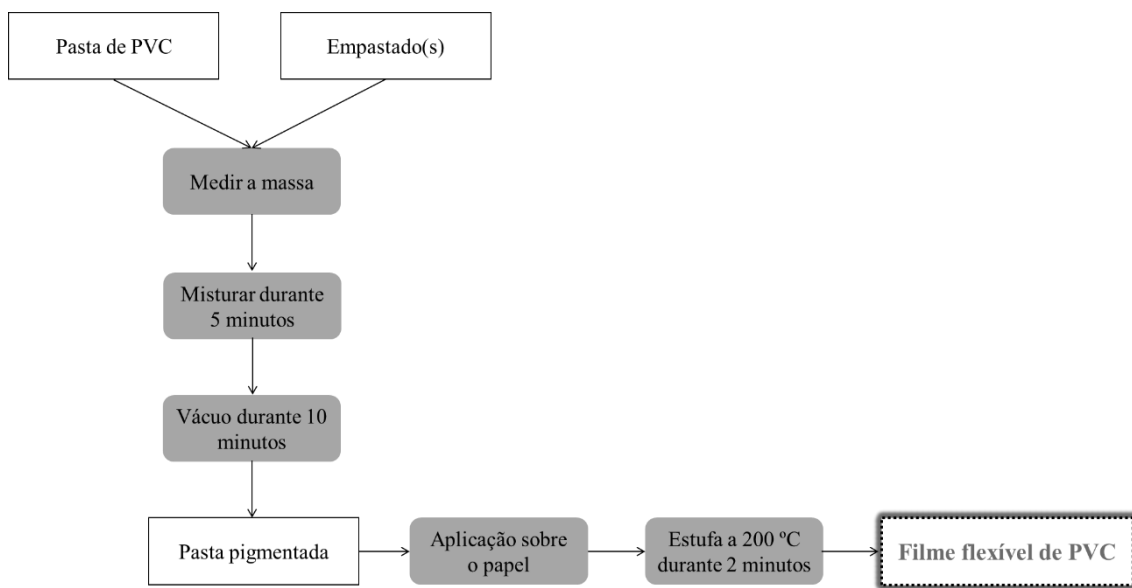 Pasta de PVC
Empastado(s)
Medir a massa
Misturar durante
5 minutos
Vácuo durante 10
minutos
Pasta pigmentada
Aplicação sobre
o papel
Estufa a 200 ºC
durante 2 minutos
Filme flexível de PVC